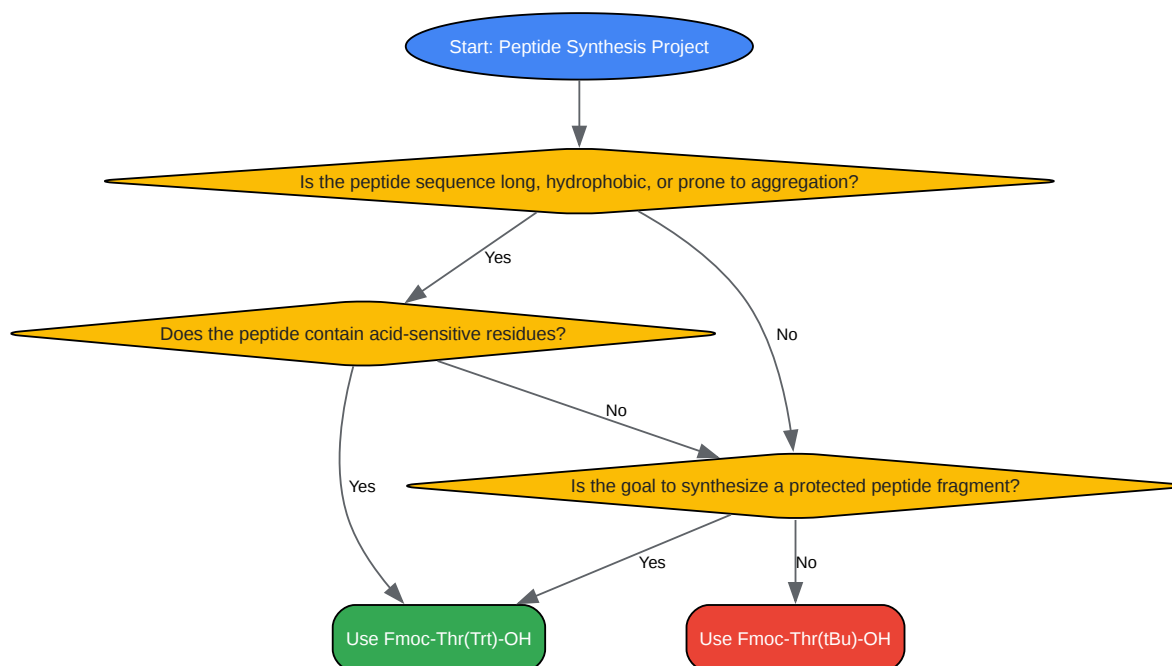 Start: Peptide Synthesis Project
Is the peptide sequence long, hydrophobic, or prone to aggregation?
Yes
Does the peptide contain acid-sensitive residues?
No
No
Is the goal to synthesize a protected peptide fragment?
Yes
Yes
No
Use Fmoc-Thr(Trt)-OH
Use Fmoc-Thr(tBu)-OH